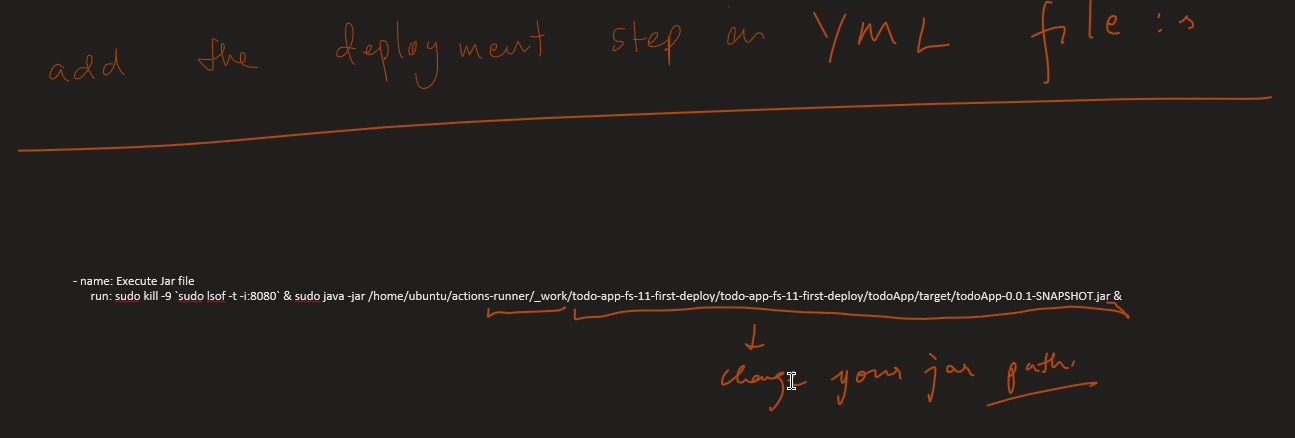 add the deployment step in YML file :s
- name: Execute Jar file
run: sudo kill -9 `sudo lsof -t -i:8080` & sudo java -jar /home/ubuntu/actions-runner/_work/todo-app-fs-11-first-deploy/todo-app-fs-11-first-deploy/todoApp/target/todoApp-0.0.1-SNAPSHOT.jar &
change your jar path.